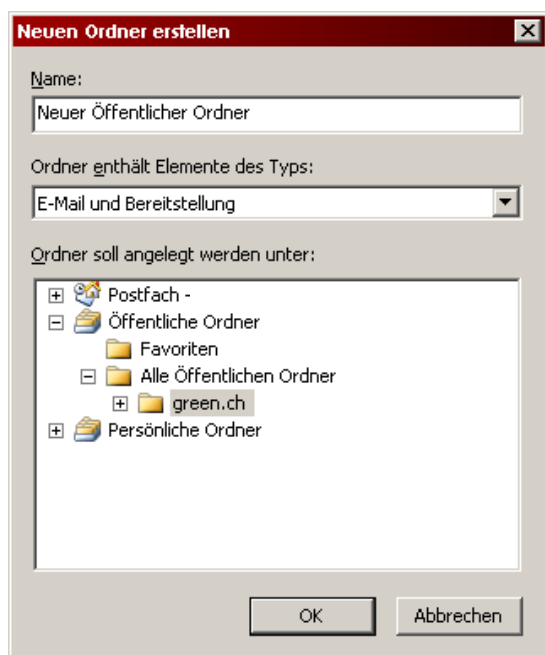 Neuen Ordner erstellen
Name:
Neuer Öffentlicher Ordner
Ordner enthält Elemente des Typs:
E-Mail und Bereitstellung
Ordner soll angelegt werden unter:
Postfach -
Öffentliche Ordner
Favoriten
Alle Öffentlichen Ordner
green.ch
Persönliche Ordner
OK Abbrechen